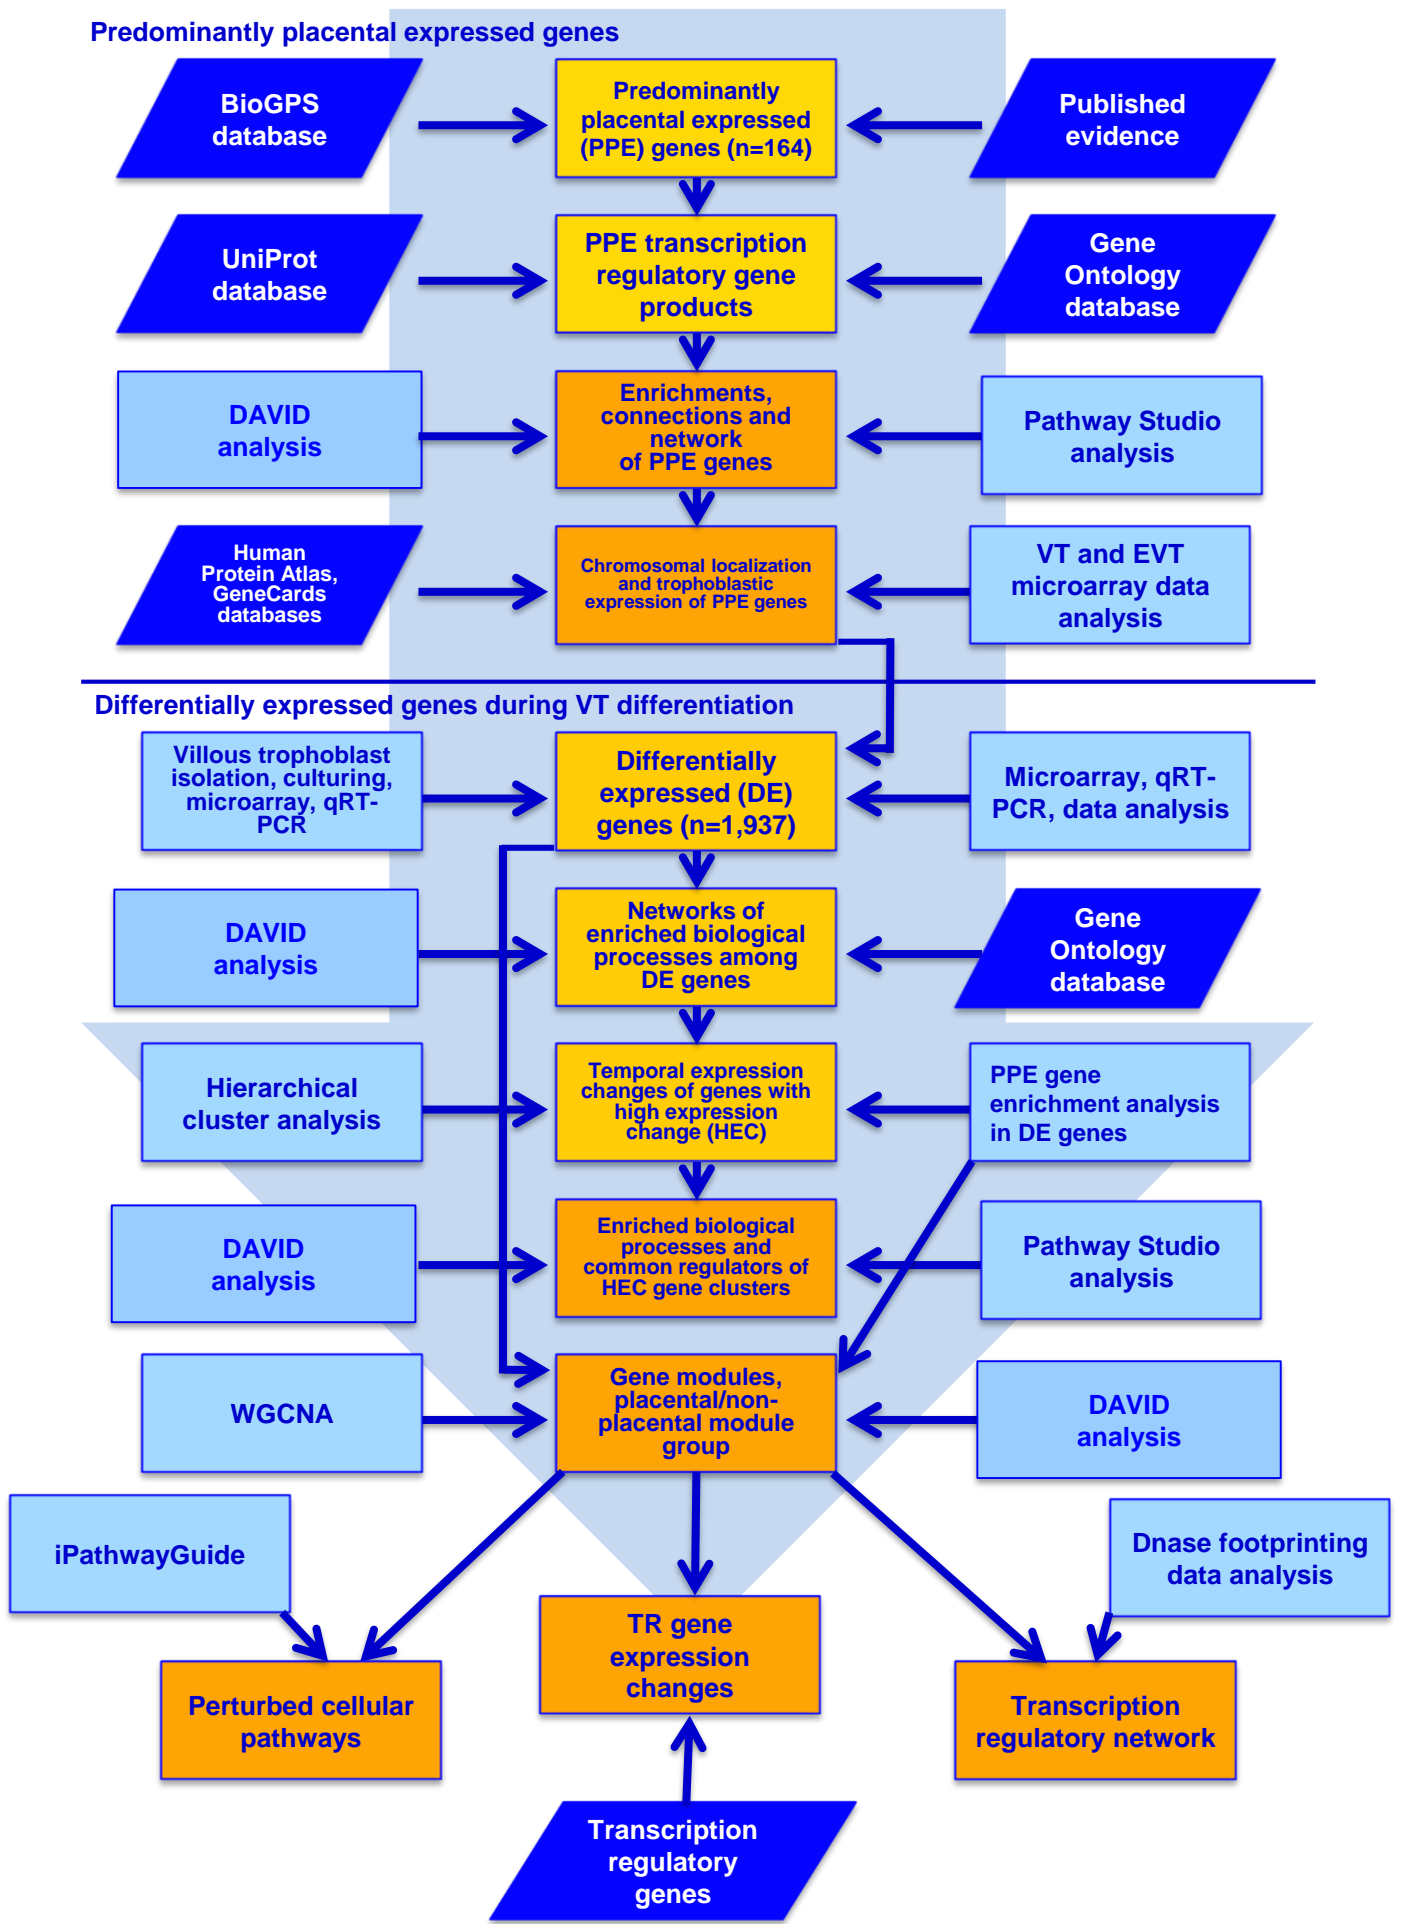 Predominantly placental expressed genes
BioGPS
database
Predominantly
placental expressed
(PPE) genes (n=164)
Published
evidence
UniProt
database
PPE transcription
regulatory gene
products
Gene
Ontology
database
DAVID
analysis
Enrichments,
connections and
network
of PPE genes
Pathway Studio
analysis
Human
Protein Atlas,
GeneCards
databases
Chromosomal localization
and trophoblastic
expression of PPE genes
VT and EVT
microarray data
analysis
Differentially expressed genes during VT differentiation
Villous trophoblast
isolation, culturing,
microarray, qRT-
PCR
Differentially
expressed (DE)
genes (n=1,937)
Microarray, qRT-
PCR, data analysis
DAVID
analysis
Networks of
enriched biological
processes among
DE genes
Gene
Ontology
database
Hierarchical
cluster analysis
Temporal expression
changes of genes with
high expression
change (HEC)
PPE gene
enrichment analysis
in DE genes
DAVID
analysis
Enriched biological
processes and
common regulators of
HEC gene clusters
Pathway Studio
analysis
WGCNA
Gene modules,
placental/non-
placental module
group
DAVID
analysis
iPathwayGuide
Dnase footprinting
data analysis
TR gene
expression
changes
Perturbed cellular
pathways
Transcription
regulatory network
Transcription
regulatory
genes